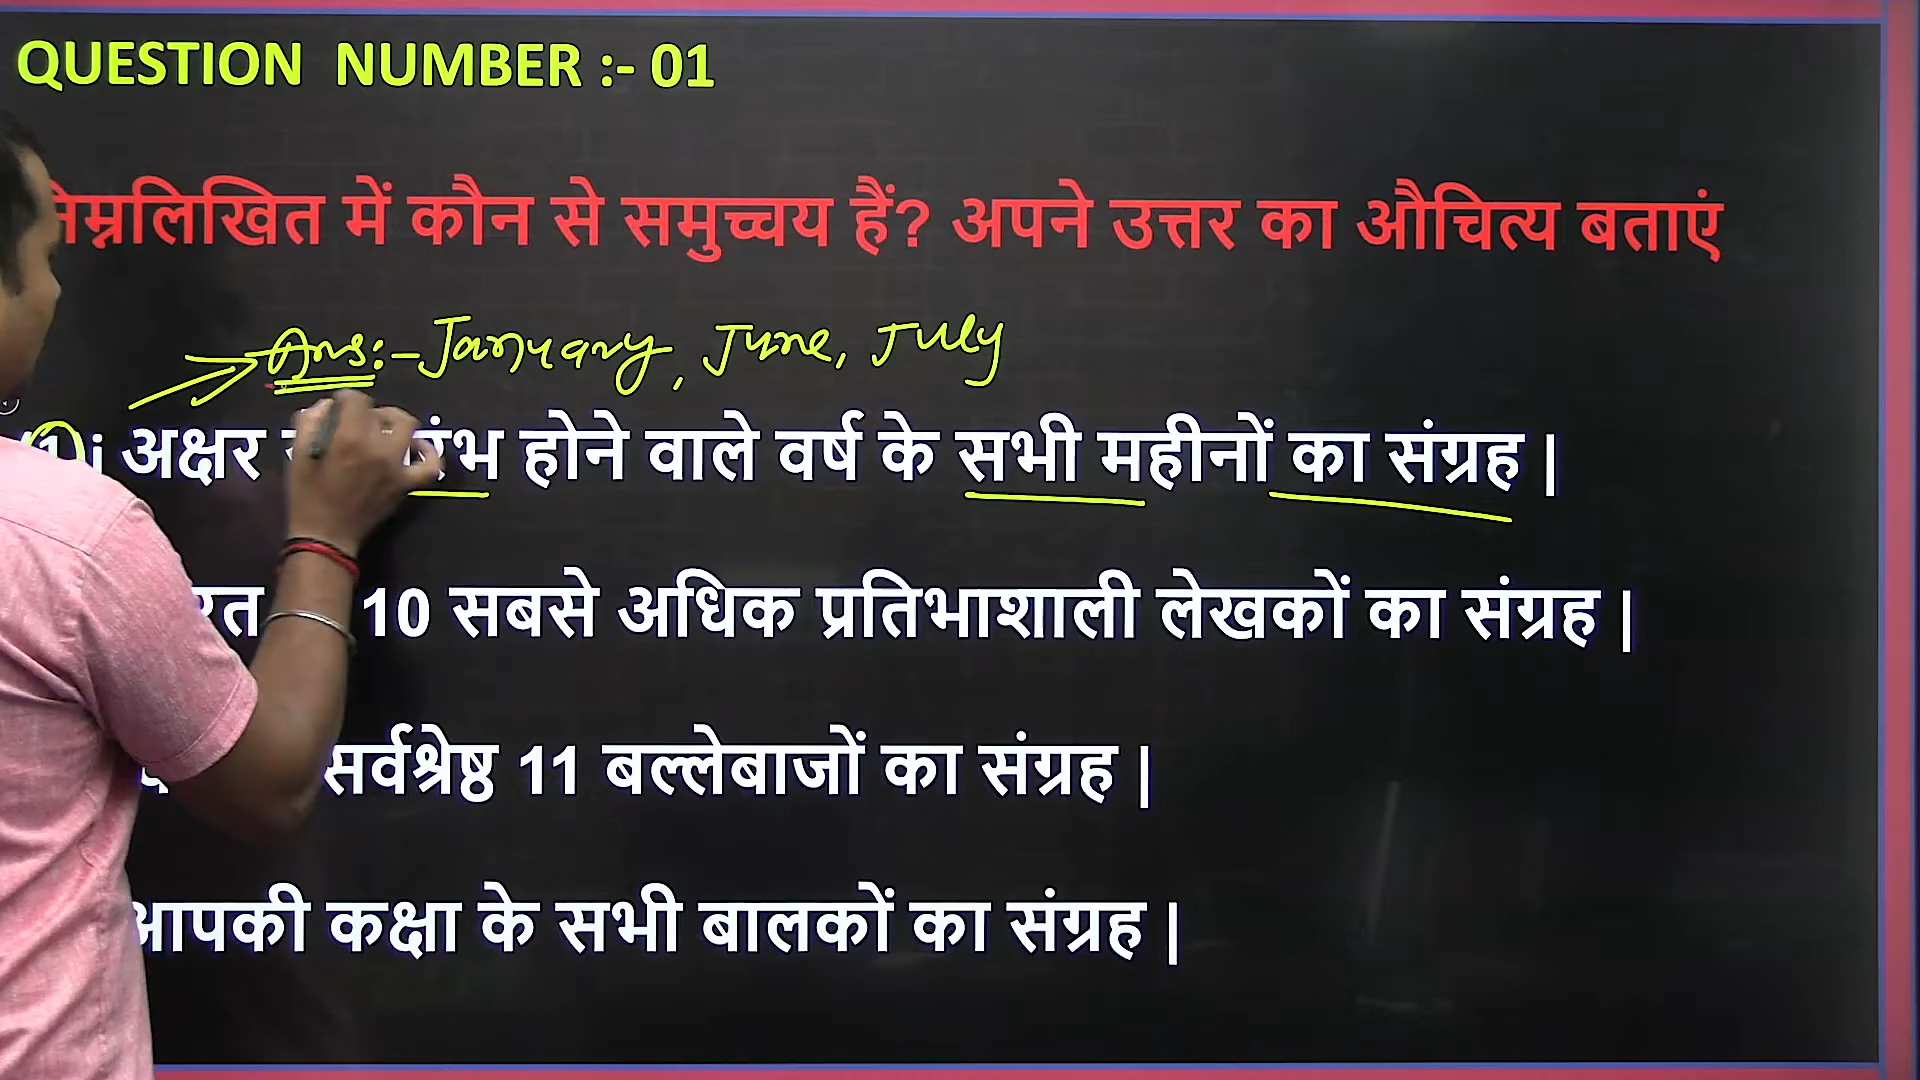 QUESTION NUMBER :- 01
निम्नलिखित में कौन से समुच्चय हैं? अपने उत्तर का औचित्य बताएं
Ans:- January, June, July
(1) j अक्षर होने वाले वर्ष के सभी महीनों का संग्रह |
10 सबसे अधिक प्रतिभाशाली लेखकों का संग्रह |
सर्वश्रेष्ठ 11 बल्लेबाजों का संग्रह |
आपकी कक्षा के सभी बालकों का संग्रह |